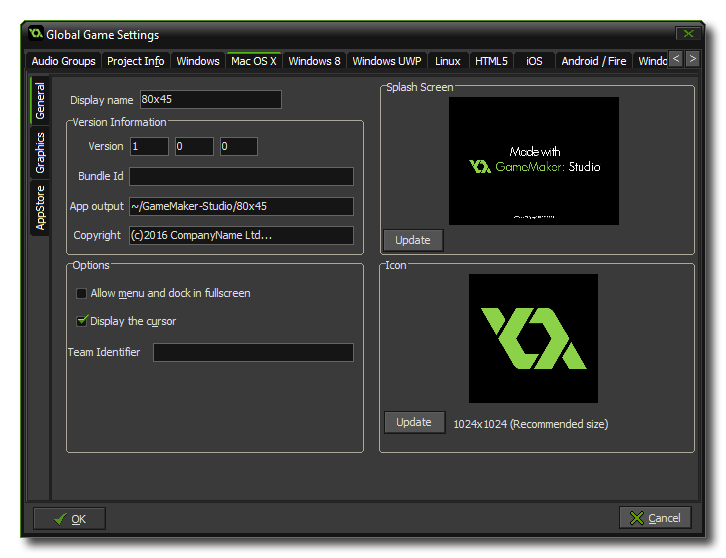 Global Game Settings
Audio Groups Project Info Windows Mac OS X Windows 8 Windows UWP Linux HTML5 iOS Android / Fire
General
Graphics
AppStore
Display name 80x45
Version Information
Version 1 0 0
Bundle Id
App output ~/GameMaker-Studio/80x45
Copyright (c)2016 CompanyName Ltd...
Options
Allow menu and dock in fullscreen
Display the cursor
Team Identifier
Splash Screen
Made with
GameMaker: Studio
Update
Icon
Update 1024x1024 (Recommended size)
OK
Cancel